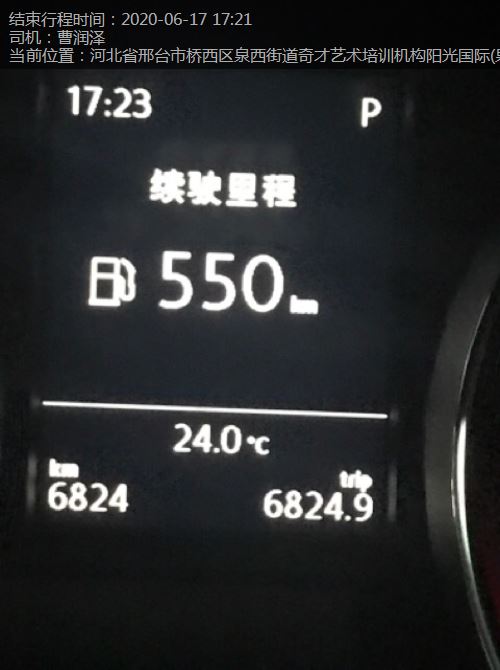 结束行程时间：2020-06-17 17:21
司机：曹润泽
当前位置：河北省邢台市桥西区泉西街道奇才艺术培训机构阳光国际(
17:23
P
续驶里程
550 km
24.0 °C
km
trip
6824
6824.9